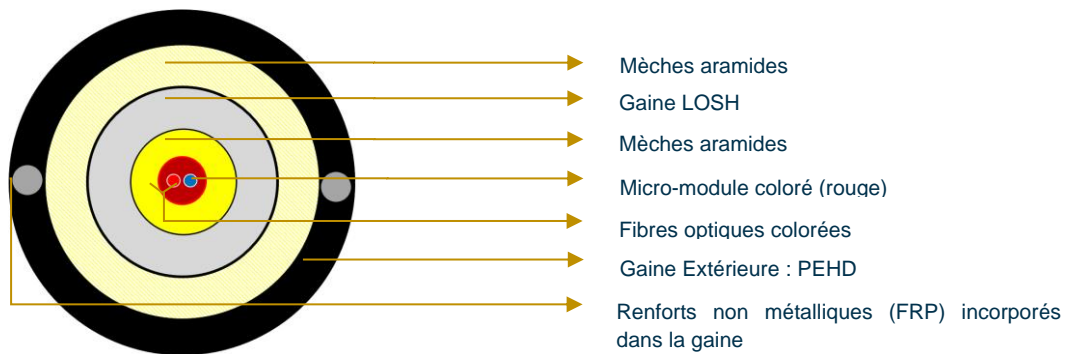 Mèches aramides
Gaine LOSH
Mèches aramides
Micro-module coloré (rouge)
Fibres optiques colorées
Gaine Extérieure : PEHD
Renforts non métalliques (FRP) incorporés
dans la gaine